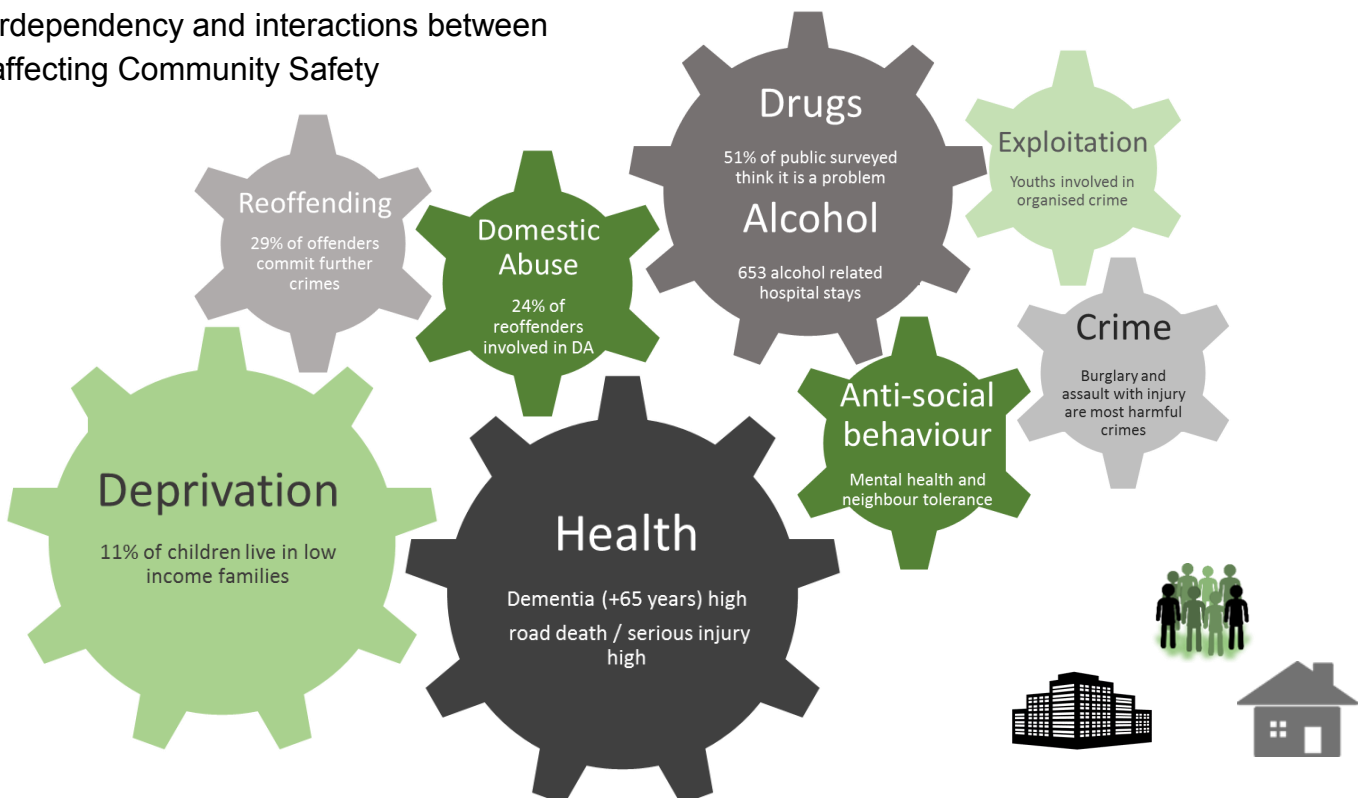 rdependency and interactions between
affecting Community Safety
Drugs
51% of public surveyed
think it is a problem
Alcohol
653 alcohol related
hospital stays
Exploitation
Youths involved in
organised crime
Reoffending
29% of offenders
commit further
crimes
Domestic
Abuse
24% of
reoffenders
involved in DA
Crime
Burglary and
assault with injury
are most harmful
crimes
Anti-social
behaviour
Mental health and
neighbour tolerance
Deprivation
11% of children live in low
income families
Health
Dementia (+65 years) high
road death / serious injury
high